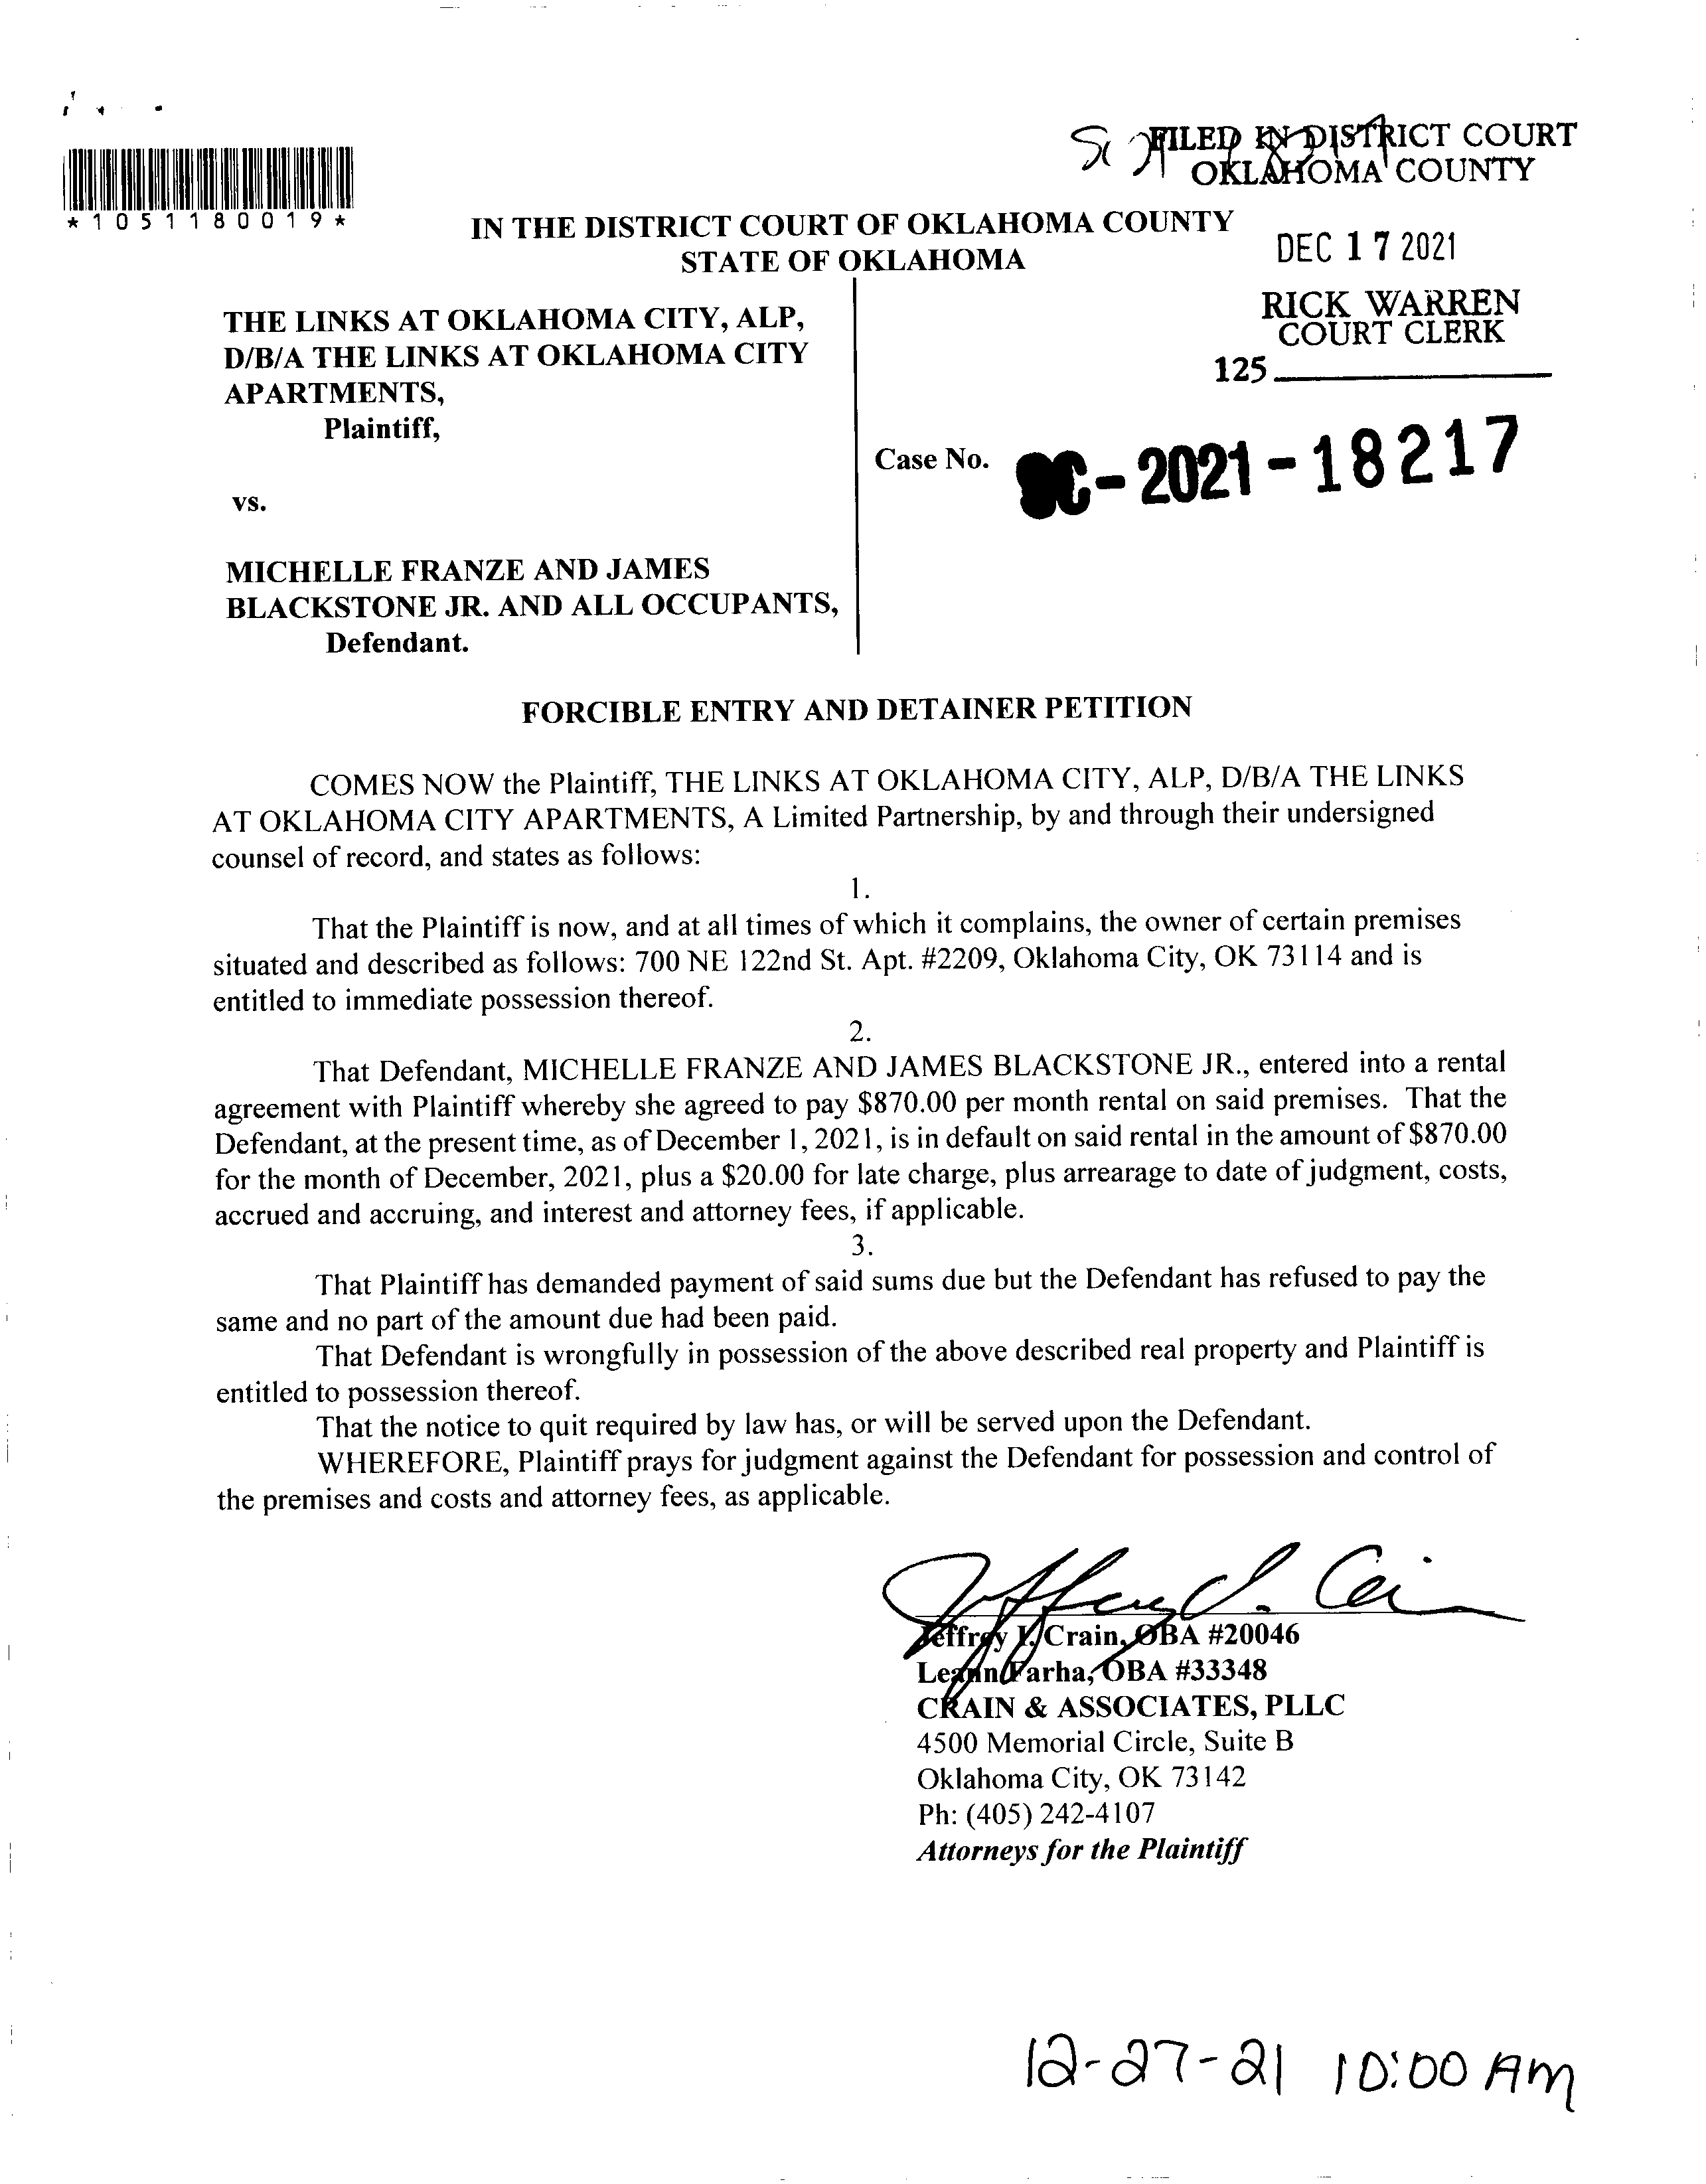 FILED IN DISTRICT COURT
OKLAHOMA COUNTY
*1051180019*
IN THE DISTRICT COURT OF OKLAHOMA COUNTY
STATE OF OKLAHOMA
DEC 17 2021
RICK WARREN
COURT CLERK
125
THE LINKS AT OKLAHOMA CITY, ALP,
D/B/A THE LINKS AT OKLAHOMA CITY
APARTMENTS,
Plaintiff,
Case No. SC-2021-18217
vs.
MICHELLE FRANZE AND JAMES
BLACKSTONE JR. AND ALL OCCUPANTS,
Defendant.
FORCIBLE ENTRY AND DETAINER PETITION
COMES NOW the Plaintiff, THE LINKS AT OKLAHOMA CITY, ALP, D/B/A THE LINKS
AT OKLAHOMA CITY APARTMENTS, A Limited Partnership, by and through their undersigned
counsel of record, and states as follows:
1.
That the Plaintiff is now, and at all times of which it complains, the owner of certain premises
situated and described as follows: 700 NE 122nd St. Apt. #2209, Oklahoma City, OK 73114 and is
entitled to immediate possession thereof.
2.
That Defendant, MICHELLE FRANZE AND JAMES BLACKSTONE JR., entered into a rental
agreement with Plaintiff whereby she agreed to pay $870.00 per month rental on said premises. That the
Defendant, at the present time, as of December 1, 2021, is in default on said rental in the amount of $870.00
for the month of December, 2021, plus a $20.00 for late charge, plus arrearage to date of judgment, costs,
accrued and accruing, and interest and attorney fees, if applicable.
3.
That Plaintiff has demanded payment of said sums due but the Defendant has refused to pay the
same and no part of the amount due had been paid.
That Defendant is wrongfully in possession of the above described real property and Plaintiff is
entitled to possession thereof.
That the notice to quit required by law has, or will be served upon the Defendant.
WHEREFORE, Plaintiff prays for judgment against the Defendant for possession and control of
the premises and costs and attorney fees, as applicable.
Jeffrey I. Crain, OBA #20046
Leann Farha, OBA #33348
CRAIN & ASSOCIATES, PLLC
4500 Memorial Circle, Suite B
Oklahoma City, OK 73142
Ph: (405) 242-4107
Attorneys for the Plaintiff
12-27-21 10:00 AM